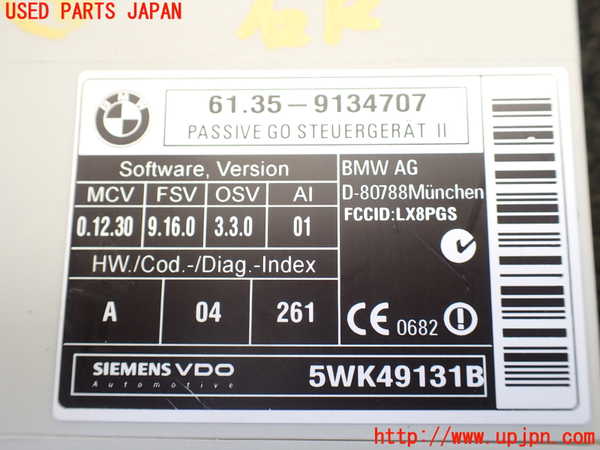 USED PARTS JAPAN
BMW
61.35-9134707
PASSIVE GO STEUERGERAT II
Software, Version
MCV FSV OSV AI
0.12.30 9.16.0 3.3.0 01
HW./Cod.-/Diag.-Index
A 04 261
BMW AG
D-80788München
FCCID:LX8PGS
CE 0682
SIEMENS VDO
Automotive
5WK49131B
http://www.upjpn.com